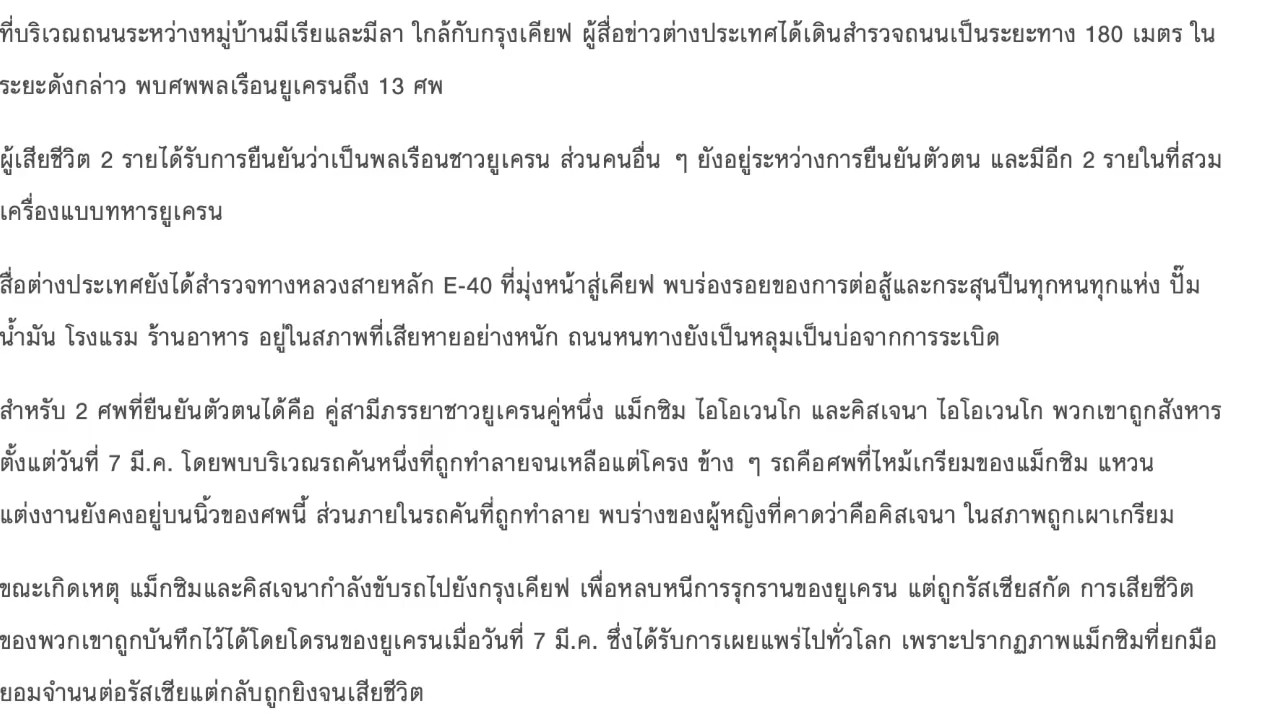 ที่บริเวณถนนระหว่างหมู่บ้านมีเรียและมีลา ใกล้กับกรุงเคียฟ ผู้สื่อข่าวต่างประเทศได้เดินสำรวจถนนเป็นระยะทาง 180 เมตร ใน
ระยะดังกล่าว พบศพพลเรือนยูเครนถึง 13 ศพ
ผู้เสียชีวิต 2 รายได้รับการยืนยันว่าเป็นพลเรือนชาวยูเครน ส่วนคนอื่น ๆ ยังอยู่ระหว่างการยืนยันตัวตน และมีอีก 2 รายในที่สวม
เครื่องแบบทหารยูเครน
สื่อต่างประเทศยังได้สำรวจทางหลวงสายหลัก E-40 ที่มุ่งหน้าสู่เคียฟ พบร่องรอยของการต่อสู้และกระสุนปืนทุกหนทุกแห่ง ปั๊ม
น้ำมัน โรงแรม ร้านอาหาร อยู่ในสภาพที่เสียหายอย่างหนัก ถนนหนทางยังเป็นหลุมเป็นบ่อจากการระเบิด
สำหรับ 2 ศพที่ยืนยันตัวตนได้คือ คู่สามีภรรยาชาวยูเครนคู่หนึ่ง แม็กซิม ไอโอเวนโก และคิสเจนา ไอโอเวนโก พวกเขาถูกสังหาร
ตั้งแต่วันที่ 7 มี.ค. โดยพบบริเวณรถคันหนึ่งที่ถูกทำลายจนเหลือแต่โครง ข้าง ๆ รถคือศพที่ไหม้เกรียมของแม็กซิม แหวน
แต่งงานยังคงอยู่บนนิ้วของศพนี้ ส่วนภายในรถคันที่ถูกทำลาย พบร่างของผู้หญิงที่คาดว่าคือคิสเจนา ในสภาพถูกเผาเกรียม
ขณะเกิดเหตุ แม็กซิมและคิสเจนากำลังขับรถไปยังกรุงเคียฟ เพื่อหลบหนีการรุกรานของยูเครน แต่ถูกรัสเซียสกัด การเสียชีวิต
ของพวกเขาถูกบันทึกไว้ได้โดยโดรนของยูเครนเมื่อวันที่ 7 มี.ค. ซึ่งได้รับการเผยแพร่ไปทั่วโลก เพราะปรากฏภาพแม็กซิมที่ยกมือ
ยอมจำนนต่อรัสเซียแต่กลับถูกยิงจนเสียชีวิต